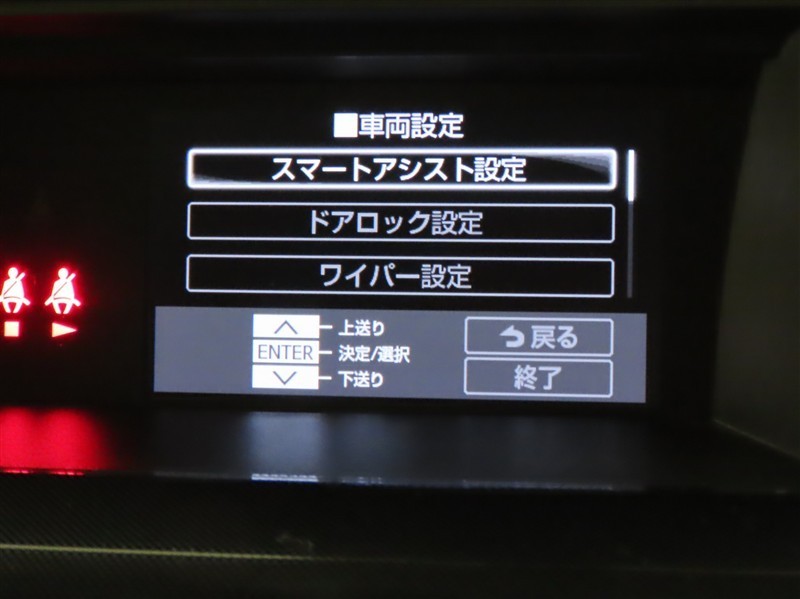 ■車両設定
スマートアシスト設定
ドアロック設定
ワイパー設定
上送り
ENTER 決定/選択
下送り
戻る
終了